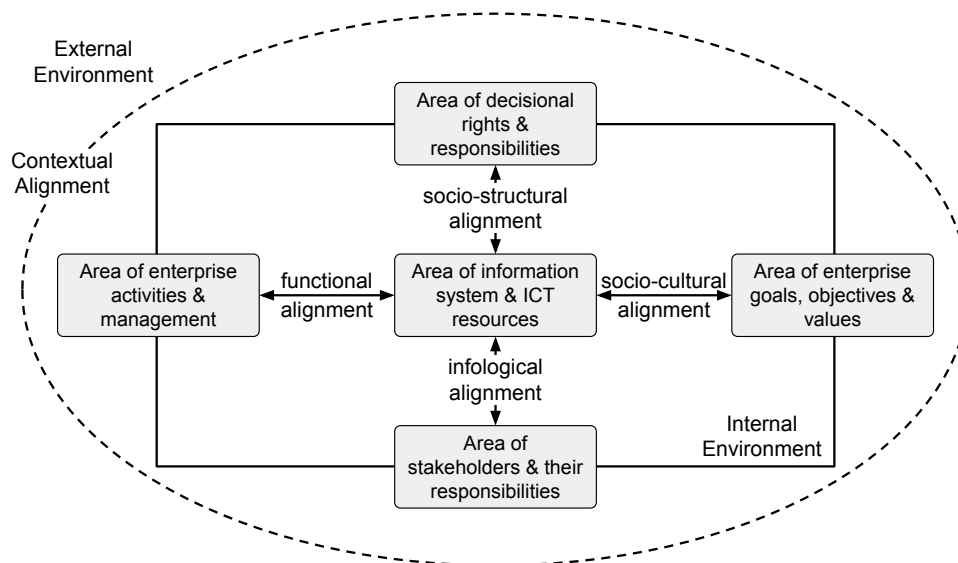 External
Environment
Area of decisional
rights &
responsibilities
Contextual
Alignment
socio-structural
alignment
Area of enterprise
activities &
management
functional
alignment
Area of information
system & ICT
resources
socio-cultural
alignment
Area of enterprise
goals, objectives &
values
infological
alignment
Internal
Environment
Area of
stakeholders & their
responsibilities